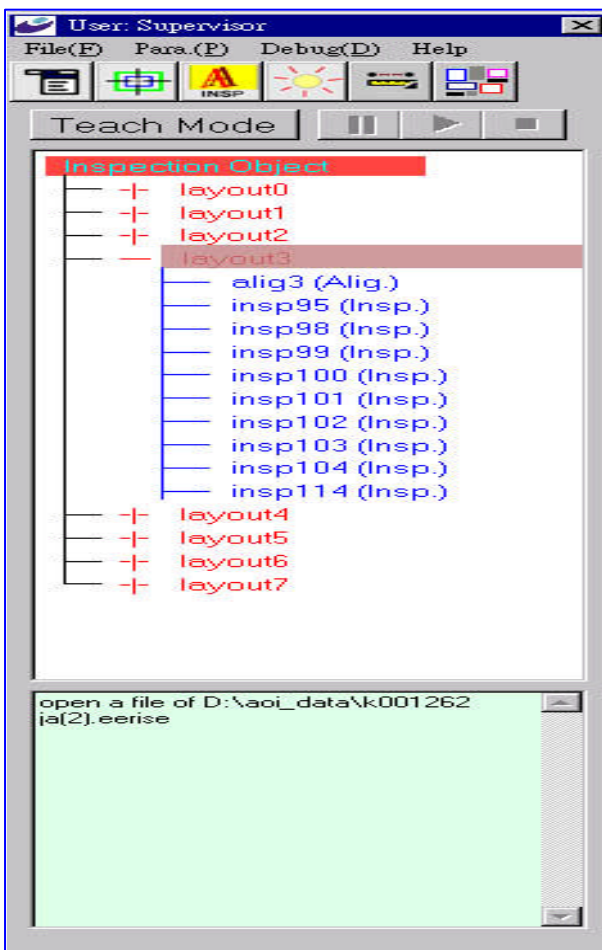 User: Supervisor
File(F) Para.(P) Debug(D) Help
INSP
Teach Mode
Inspection Object
layout0
layout1
layout2
layout3
alig3 (Alig.)
insp95 (Insp.)
insp98 (Insp.)
insp99 (Insp.)
insp100 (Insp.)
insp101 (Insp.)
insp102 (Insp.)
insp103 (Insp.)
insp104 (Insp.)
insp114 (Insp.)
layout4
layout5
layout6
layout7
open a file of D:\aoi_data\k001262
ja(2).eerise